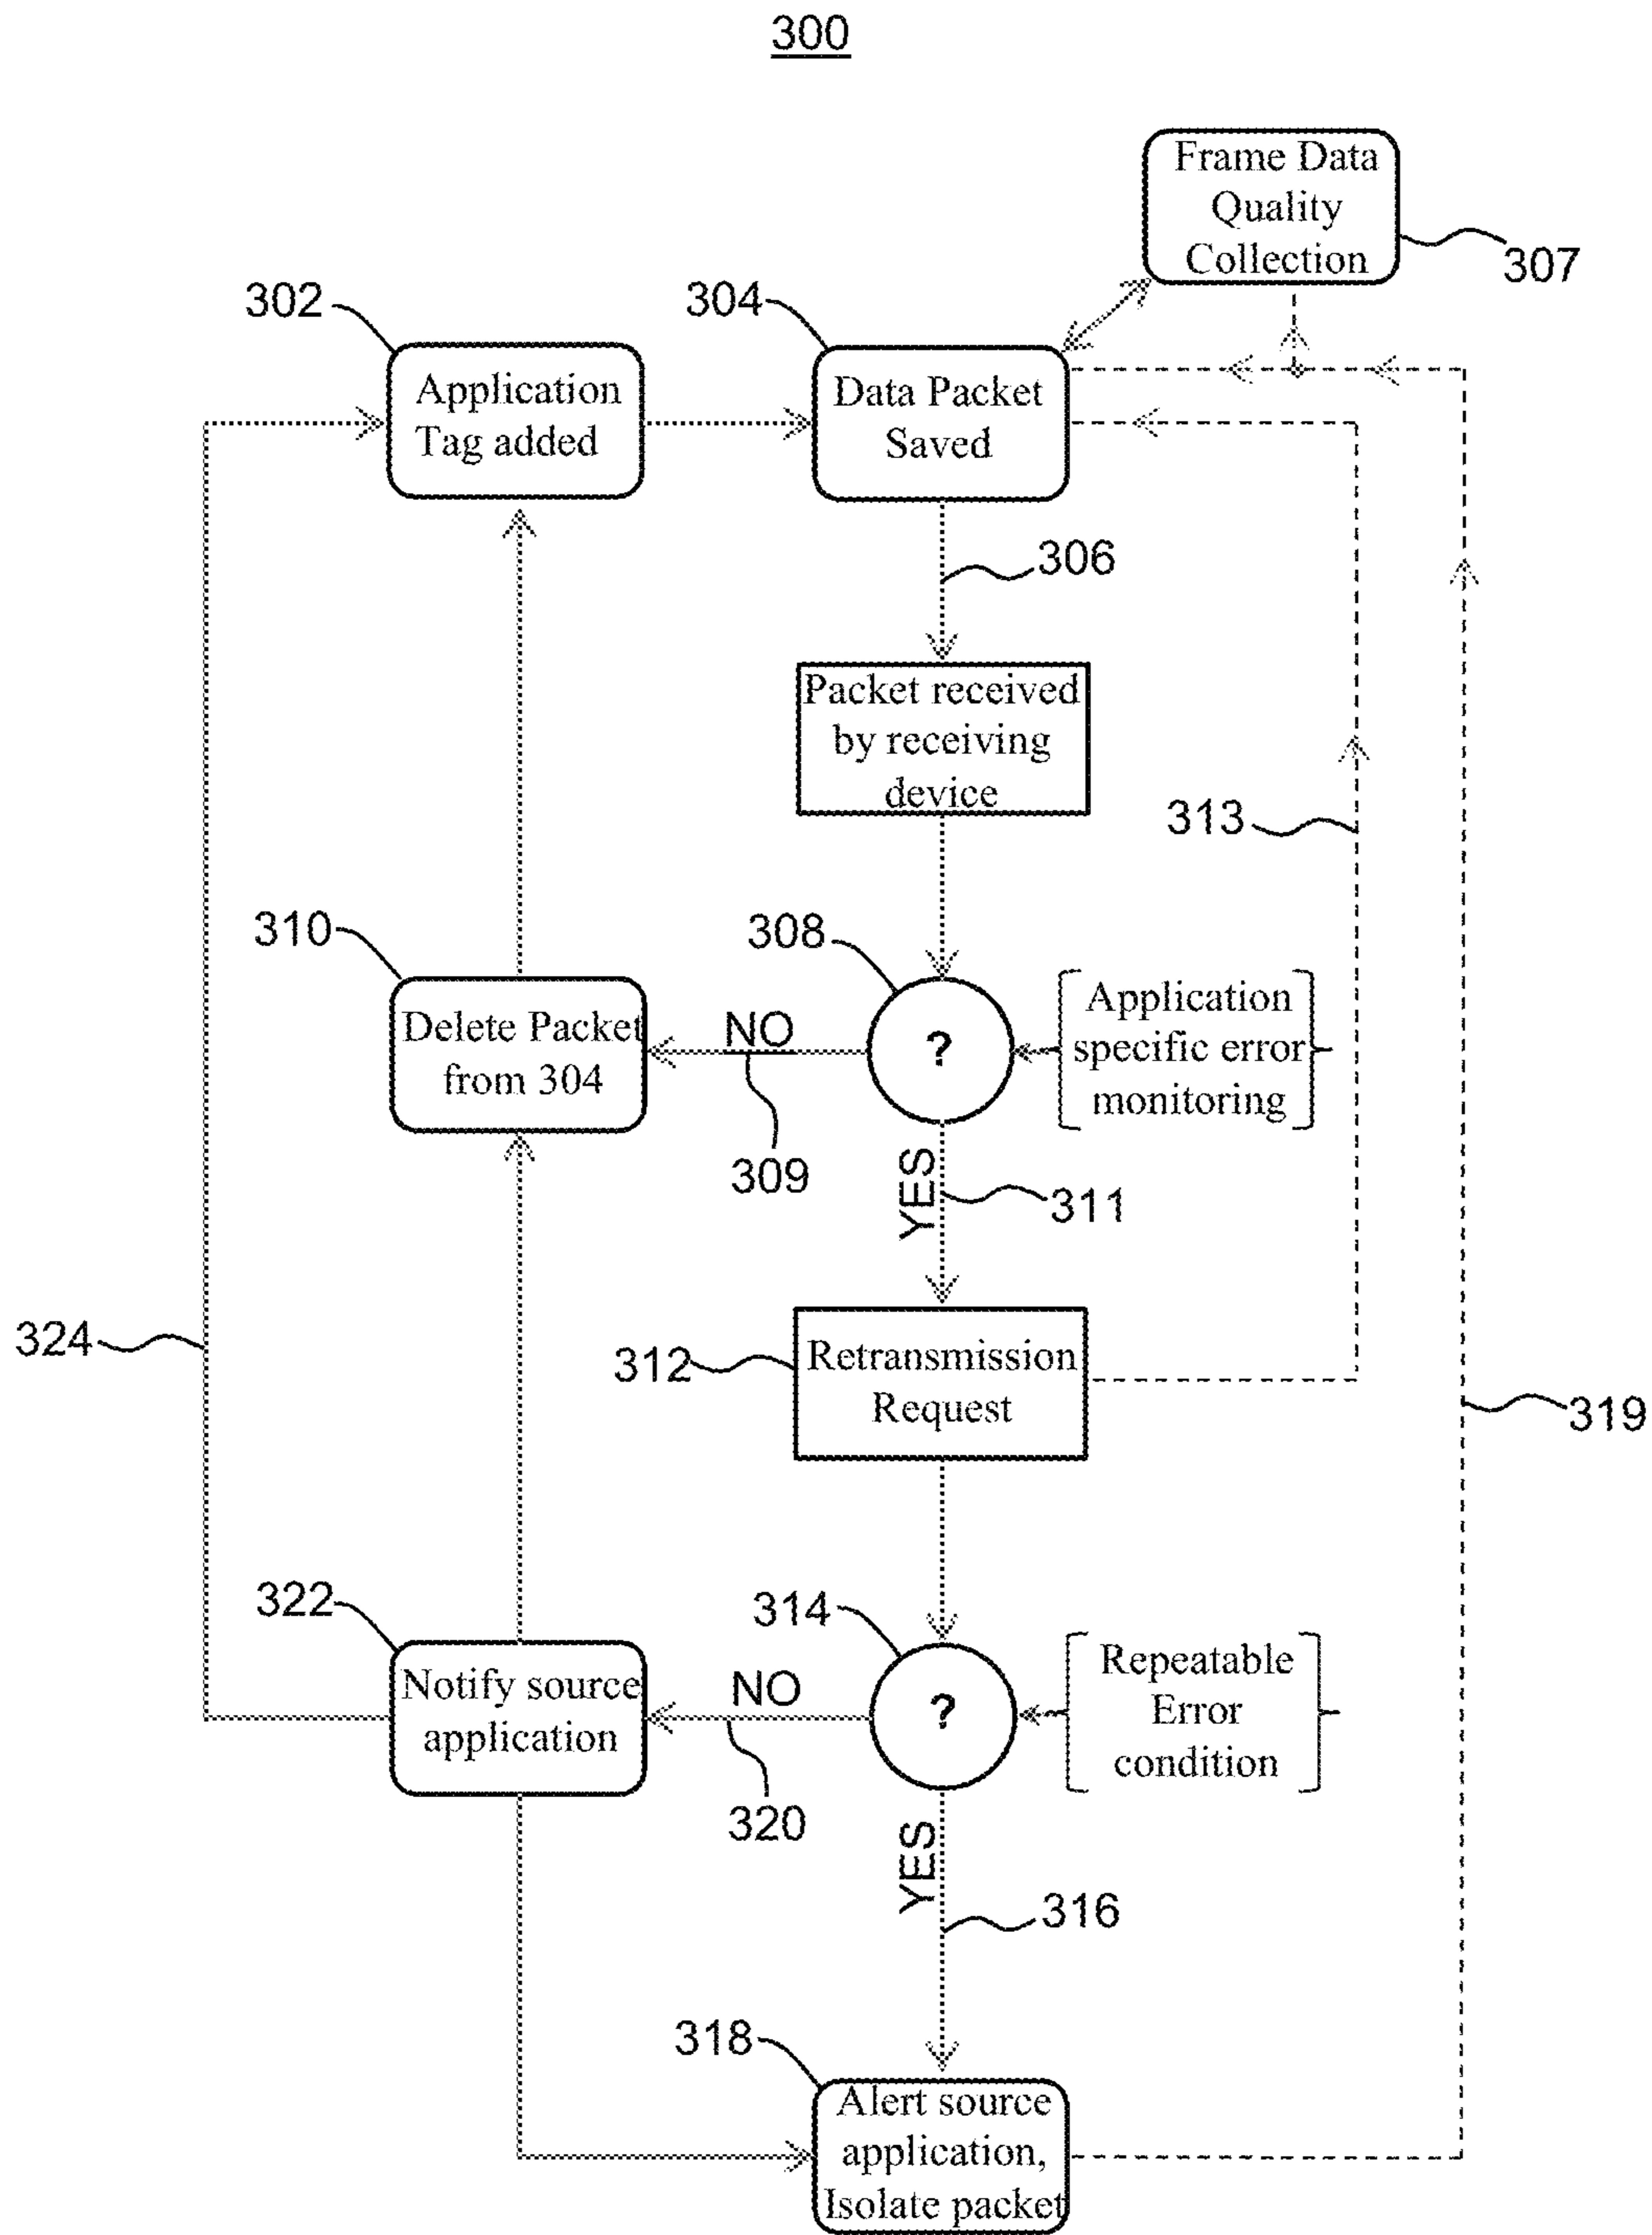 300
Frame Data
Quality
Collection
307
302
304
Application
Tag added
Data Packet
Saved
306
Packet received
by receiving
device
313
310
308
Delete Packet
from 304
NO
?
Application
specific error
monitoring
309
YES
311
324
312
Retransmission
Request
319
322
314
Notify source
application
NO
?
Repeatable
Error
condition
320
YES
316
318
Alert source
application,
Isolate packet